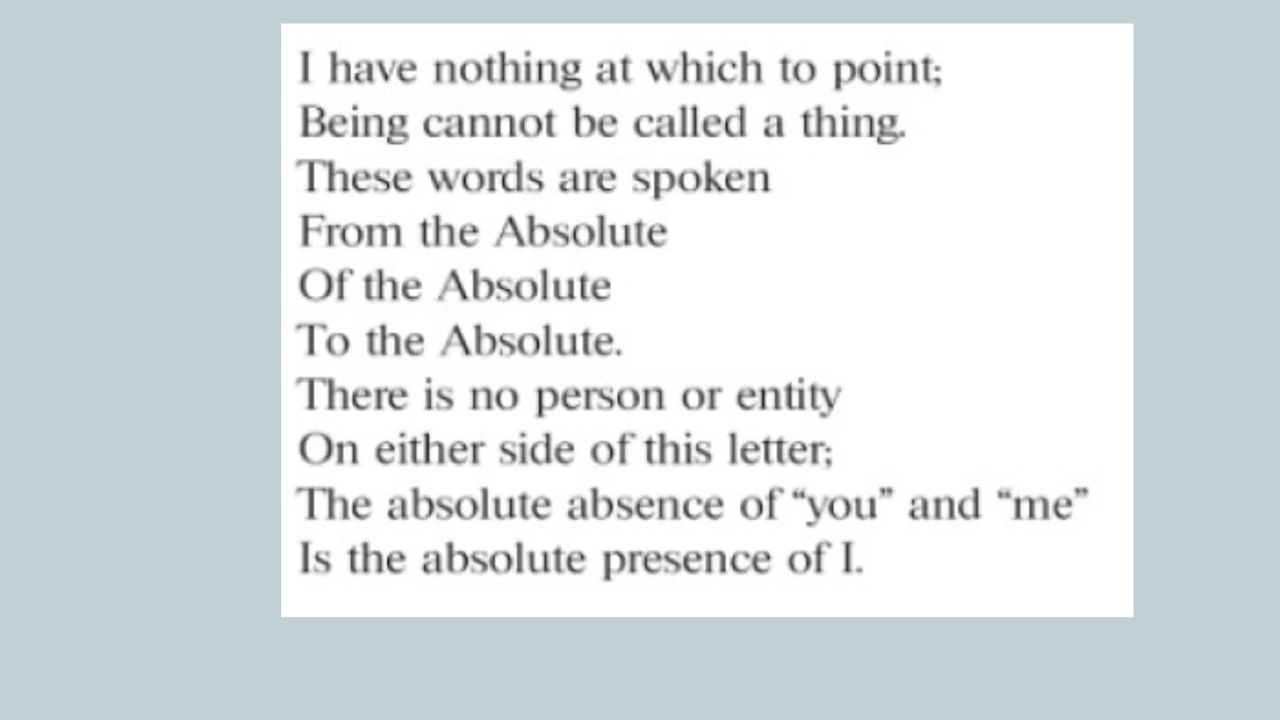 I have nothing at which to point;
Being cannot be called a thing.
These words are spoken
From the Absolute
Of the Absolute
To the Absolute.
There is no person or entity
On either side of this letter;
The absolute absence of “you” and “me”
Is the absolute presence of I.